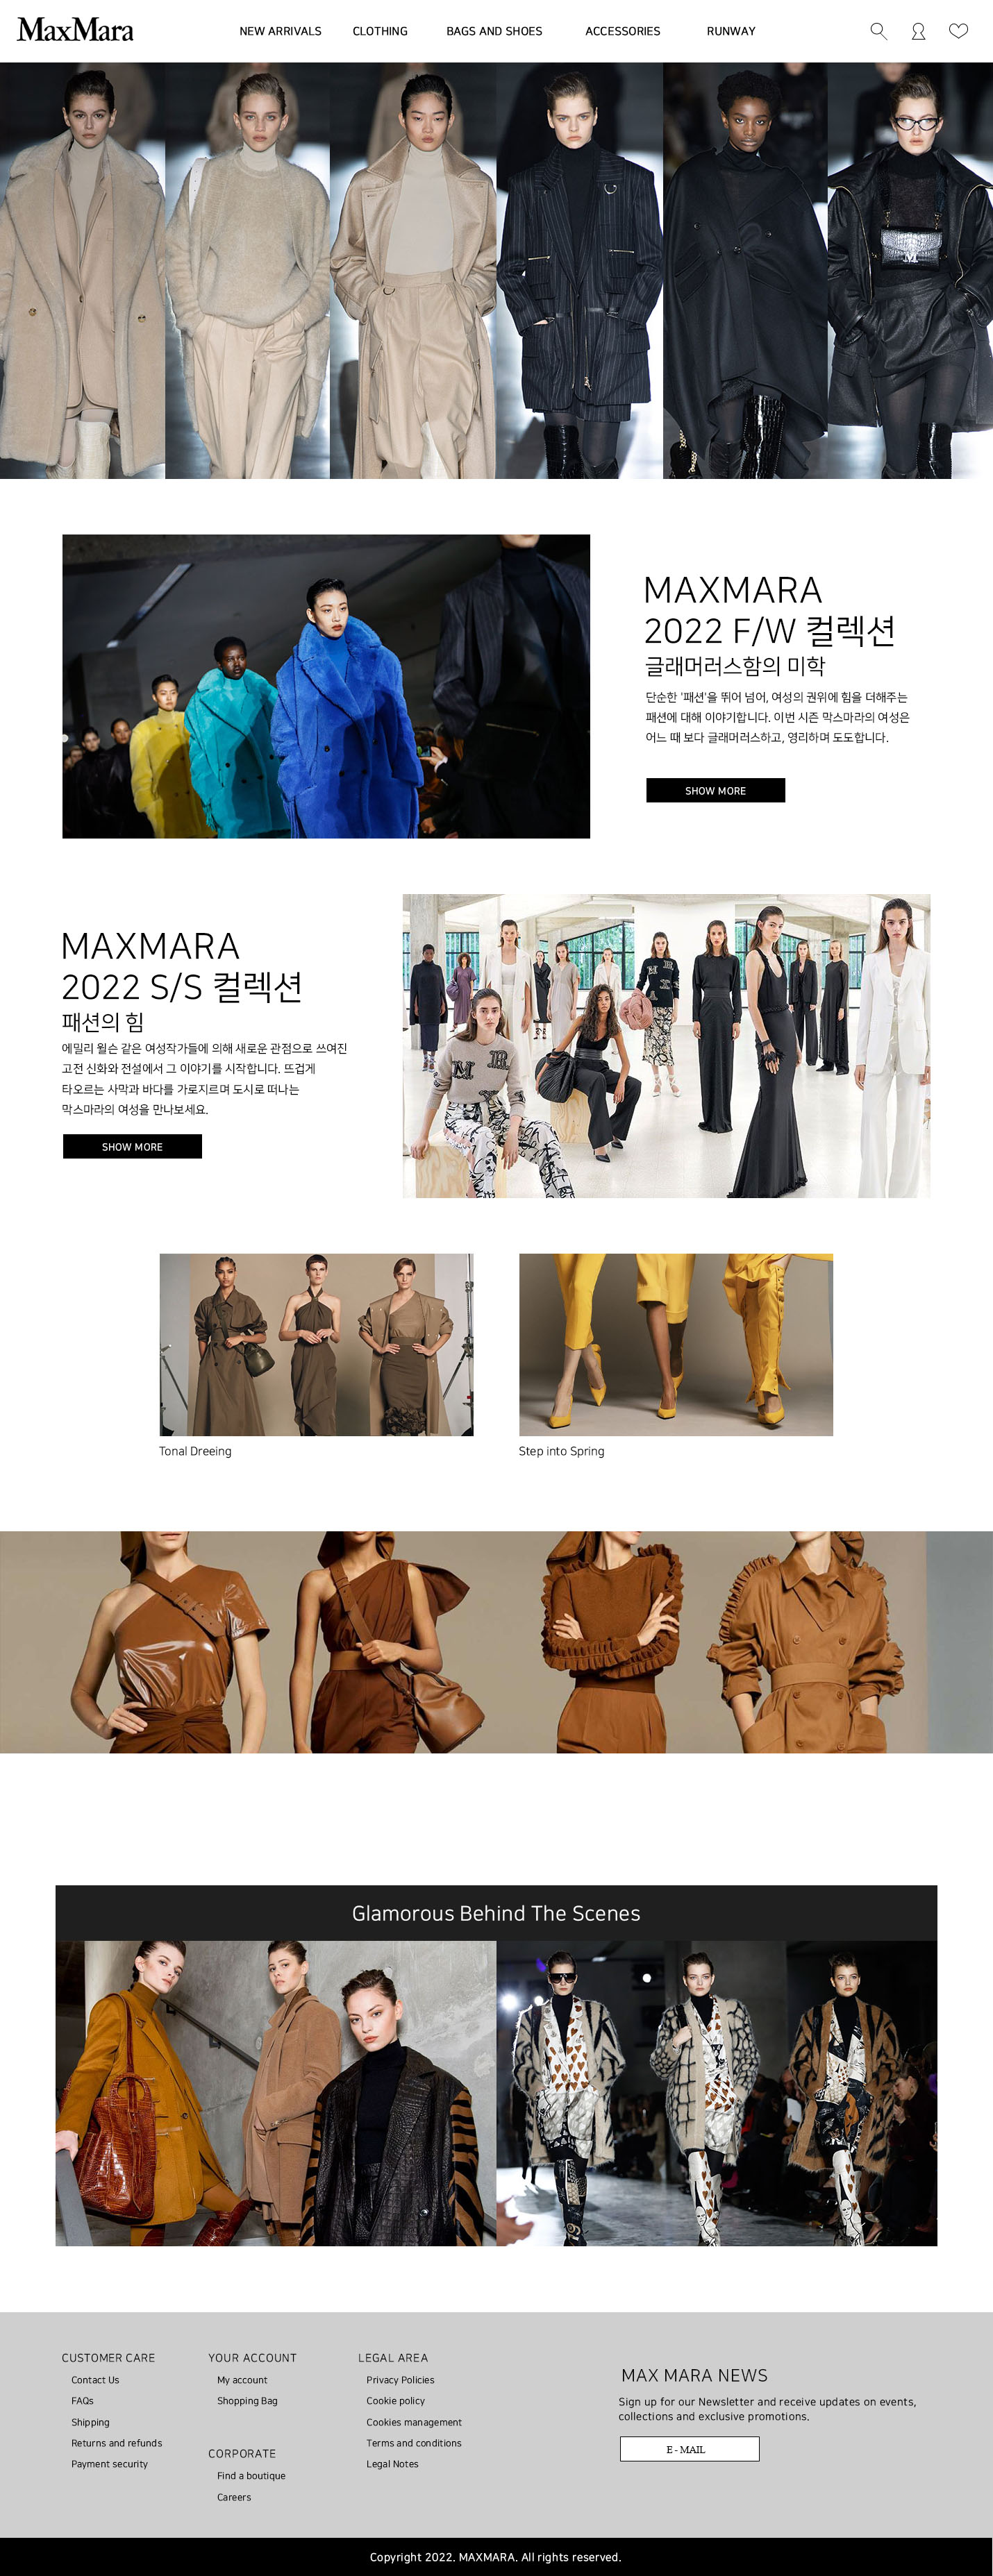 MaxMara
NEW ARRIVALS CLOTHING BAGS AND SHOES ACCESSORIES RUNWAY
M
MAXMARA
2022 F/W 컬렉션
글래머러스함의 미학
단순한 '패션'을 뛰어 넘어, 여성의 권위에 힘을 더해주는
패션에 대해 이야기합니다. 이번 시즌 막스마라의 여성은
어느 때 보다 글래머러스하고, 영리하며 도도합니다.
SHOW MORE
MAXMARA
2022 S/S 컬렉션
패션의 힘
에밀리 윌슨 같은 여성작가들에 의해 새로운 관점으로 쓰여진
고전 신화와 전설에서 그 이야기를 시작합니다. 뜨겁게
타오르는 사막과 바다를 가로지르며 도시로 떠나는
막스마라의 여성을 만나보세요.
SHOW MORE
Tonal Dreeing
Step into Spring
Glamorous Behind The Scenes
CUSTOMER CARE
Contact Us
FAQs
Shipping
Returns and refunds
Payment security
YOUR ACCOUNT
My account
Shopping Bag
CORPORATE
Find a boutique
Careers
LEGAL AREA
Privacy Policies
Cookie policy
Cookies management
Terms and conditions
Legal Notes
MAX MARA NEWS
Sign up for our Newsletter and receive updates on events,
collections and exclusive promotions.
E - MAIL
Copyright 2022. MAXMARA. All rights reserved.